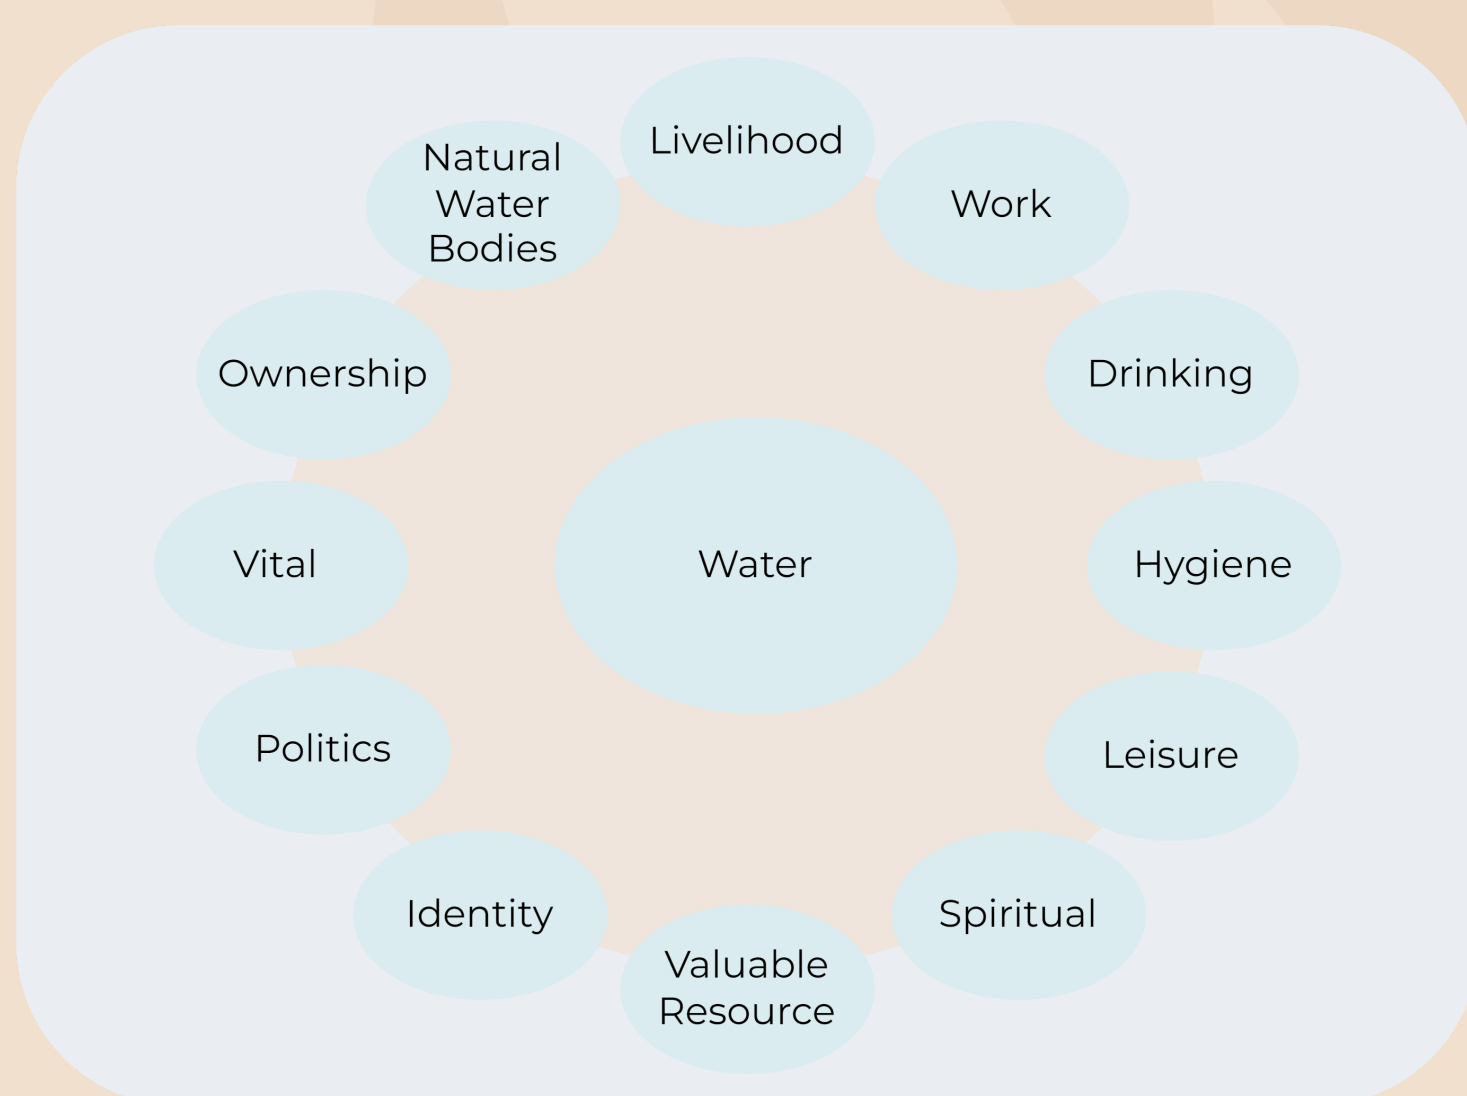 Livelihood
Natural
Water
Bodies
Work
Ownership
Drinking
Vital
Water
Hygiene
Politics
Leisure
Identity
Spiritual
Valuable
Resource